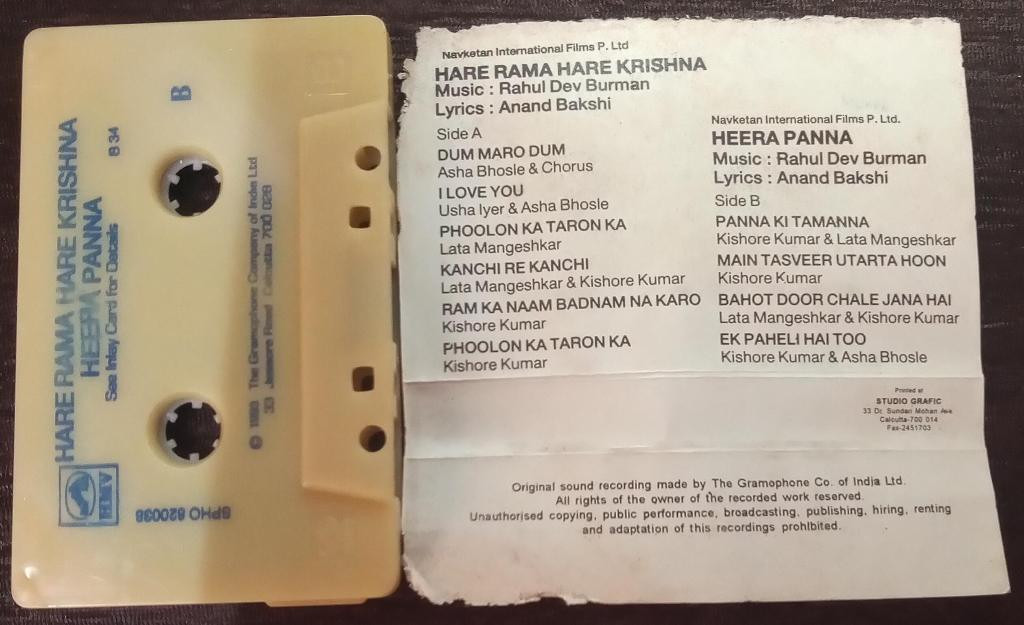 B
HARE RAMA HARE KRISHNA
HEERA PANNA
B 34
See Inlay Card for Details
The Gramophone Company of India Ltd
33 Jessore Road Calcutta 700 028
HMV
SPHO 820038
Navketan International Films P. Ltd
HARE RAMA HARE KRISHNA
Music : Rahul Dev Burman
Lyrics : Anand Bakshi
Side A
DUM MARO DUM
Asha Bhosle & Chorus
I LOVE YOU
Usha Iyer & Asha Bhosle
PHOOLON KA TARON KA
Lata Mangeshkar
KANCHI RE KANCHI
Lata Mangeshkar & Kishore Kumar
RAM KA NAAM BADNAM NA KARO
Kishore Kumar
PHOOLON KA TARON KA
Kishore Kumar
Navketan International Films P. Ltd.
HEERA PANNA
Music : Rahul Dev Burman
Lyrics : Anand Bakshi
Side B
PANNA KI TAMANNA
Kishore Kumar & Lata Mangeshkar
MAIN TASVEER UTARTA HOON
Kishore Kumar
BAHOT DOOR CHALE JANA HAI
Lata Mangeshkar & Kishore Kumar
EK PAHELI HAI TOO
Kishore Kumar & Asha Bhosle
Printed at
STUDIO GRAFIC
33 Dr. Sundari Mohan Ave.
Calcutta-700 014
Fax-2451703
Original sound recording made by The Gramophone Co. of India Ltd.
All rights of the owner of the recorded work reserved.
Unauthorised copying, public performance, broadcasting, publishing, hiring, renting
and adaptation of this recordings prohibited.